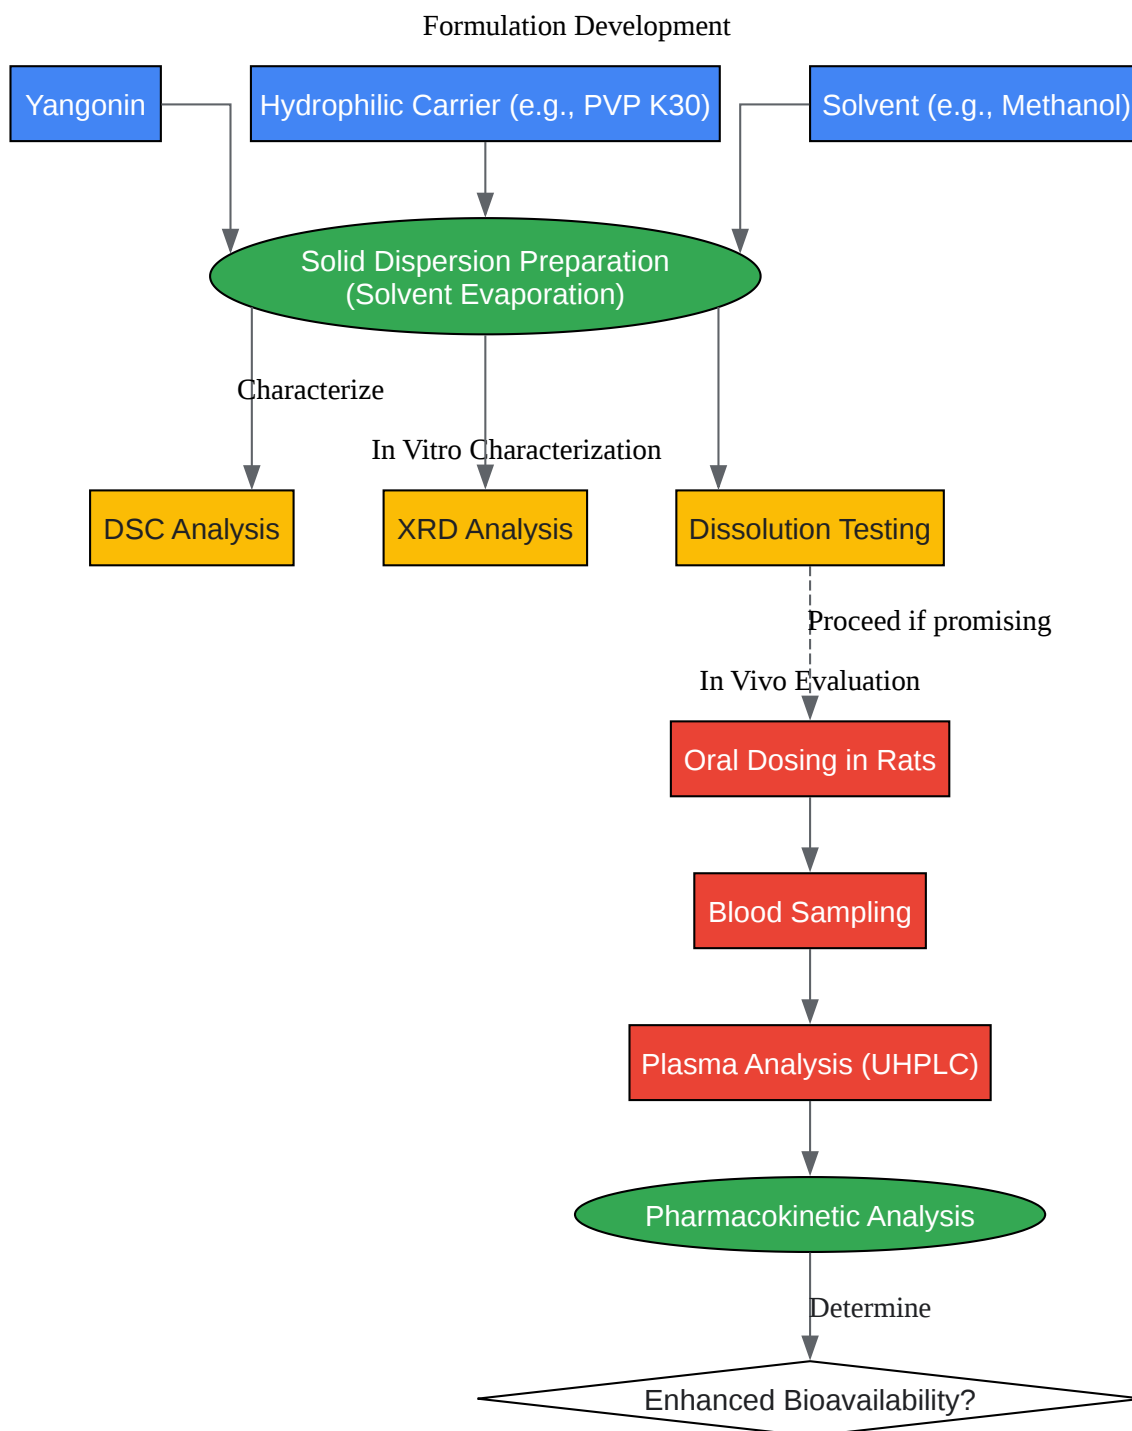 Formulation Development
Yangonin
Hydrophilic Carrier (e.g., PVP K30)
Solvent (e.g., Methanol)
Solid Dispersion Preparation
(Solvent Evaporation)
Characterize
In Vitro Characterization
DSC Analysis
XRD Analysis
Dissolution Testing
Proceed if promising
In Vivo Evaluation
Oral Dosing in Rats
Blood Sampling
Plasma Analysis (UHPLC)
Pharmacokinetic Analysis
Determine
Enhanced Bioavailability?